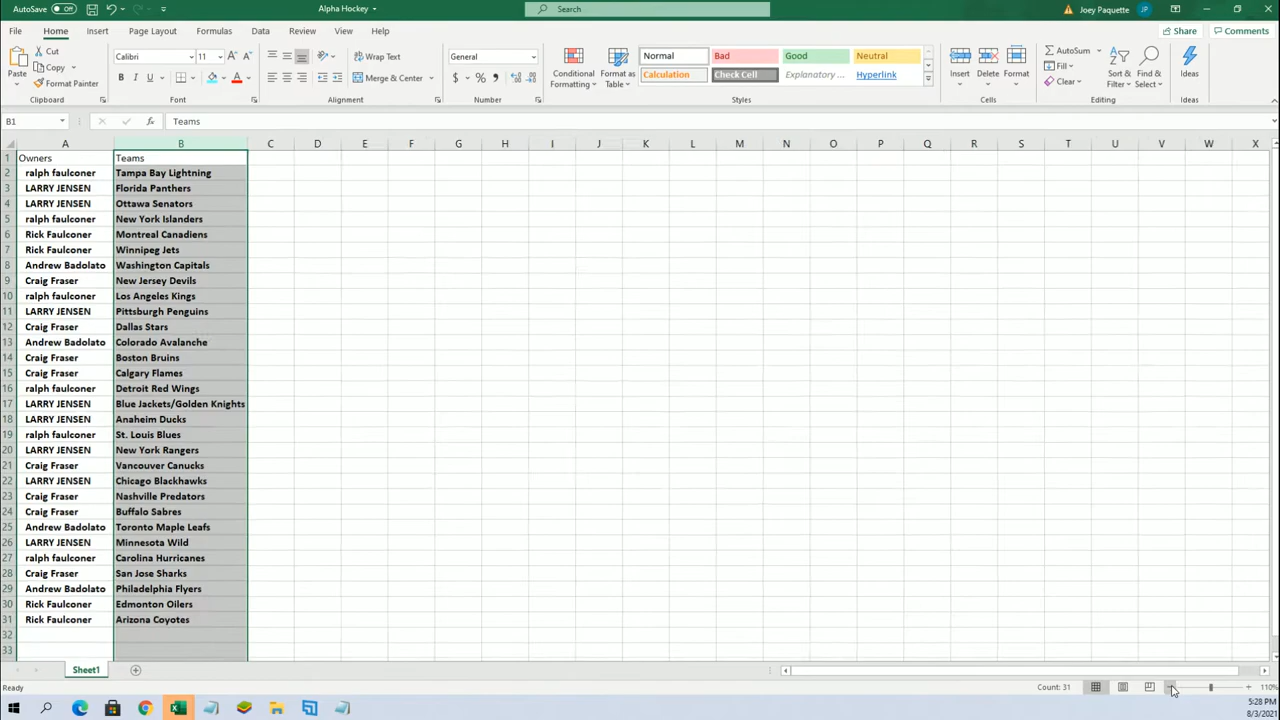 AutoSave Off Alpha Hockey Search Joey Paquette JP
File Home Insert Page Layout Formulas Data Review View Help Share Comments
Cut Calibri 11 Wrap Text General Normal Bad Good Neutral AutoSum
Copy Fill
Paste Format Painter Merge & Center Conditional Formatting Format as Table Calculation Check Cell Explanatory ... Hyperlink Insert Delete Format Clear Sort & Filter Find & Select Ideas
Clipboard Font Alignment Number Styles Cells Editing Ideas
B1 Teams
A B C D E F G H I J K L M N O P Q R S T U V W X
1 Owners Teams
2 ralph faulconer Tampa Bay Lightning
3 LARRY JENSEN Florida Panthers
4 LARRY JENSEN Ottawa Senators
5 ralph faulconer New York Islanders
6 Rick Faulconer Montreal Canadiens
7 Rick Faulconer Winnipeg Jets
8 Andrew Badolato Washington Capitals
9 Craig Fraser New Jersey Devils
10 ralph faulconer Los Angeles Kings
11 LARRY JENSEN Pittsburgh Penguins
12 Craig Fraser Dallas Stars
13 Andrew Badolato Colorado Avalanche
14 Craig Fraser Boston Bruins
15 Craig Fraser Calgary Flames
16 ralph faulconer Detroit Red Wings
17 LARRY JENSEN Blue Jackets/Golden Knights
18 LARRY JENSEN Anaheim Ducks
19 ralph faulconer St. Louis Blues
20 LARRY JENSEN New York Rangers
21 Craig Fraser Vancouver Canucks
22 LARRY JENSEN Chicago Blackhawks
23 Craig Fraser Nashville Predators
24 Craig Fraser Buffalo Sabres
25 Andrew Badolato Toronto Maple Leafs
26 LARRY JENSEN Minnesota Wild
27 ralph faulconer Carolina Hurricanes
28 Craig Fraser San Jose Sharks
29 Andrew Badolato Philadelphia Flyers
30 Rick Faulconer Edmonton Oilers
31 Rick Faulconer Arizona Coyotes
32
33
Sheet1
Ready Count: 31 110%
5:28 PM
8/3/2021